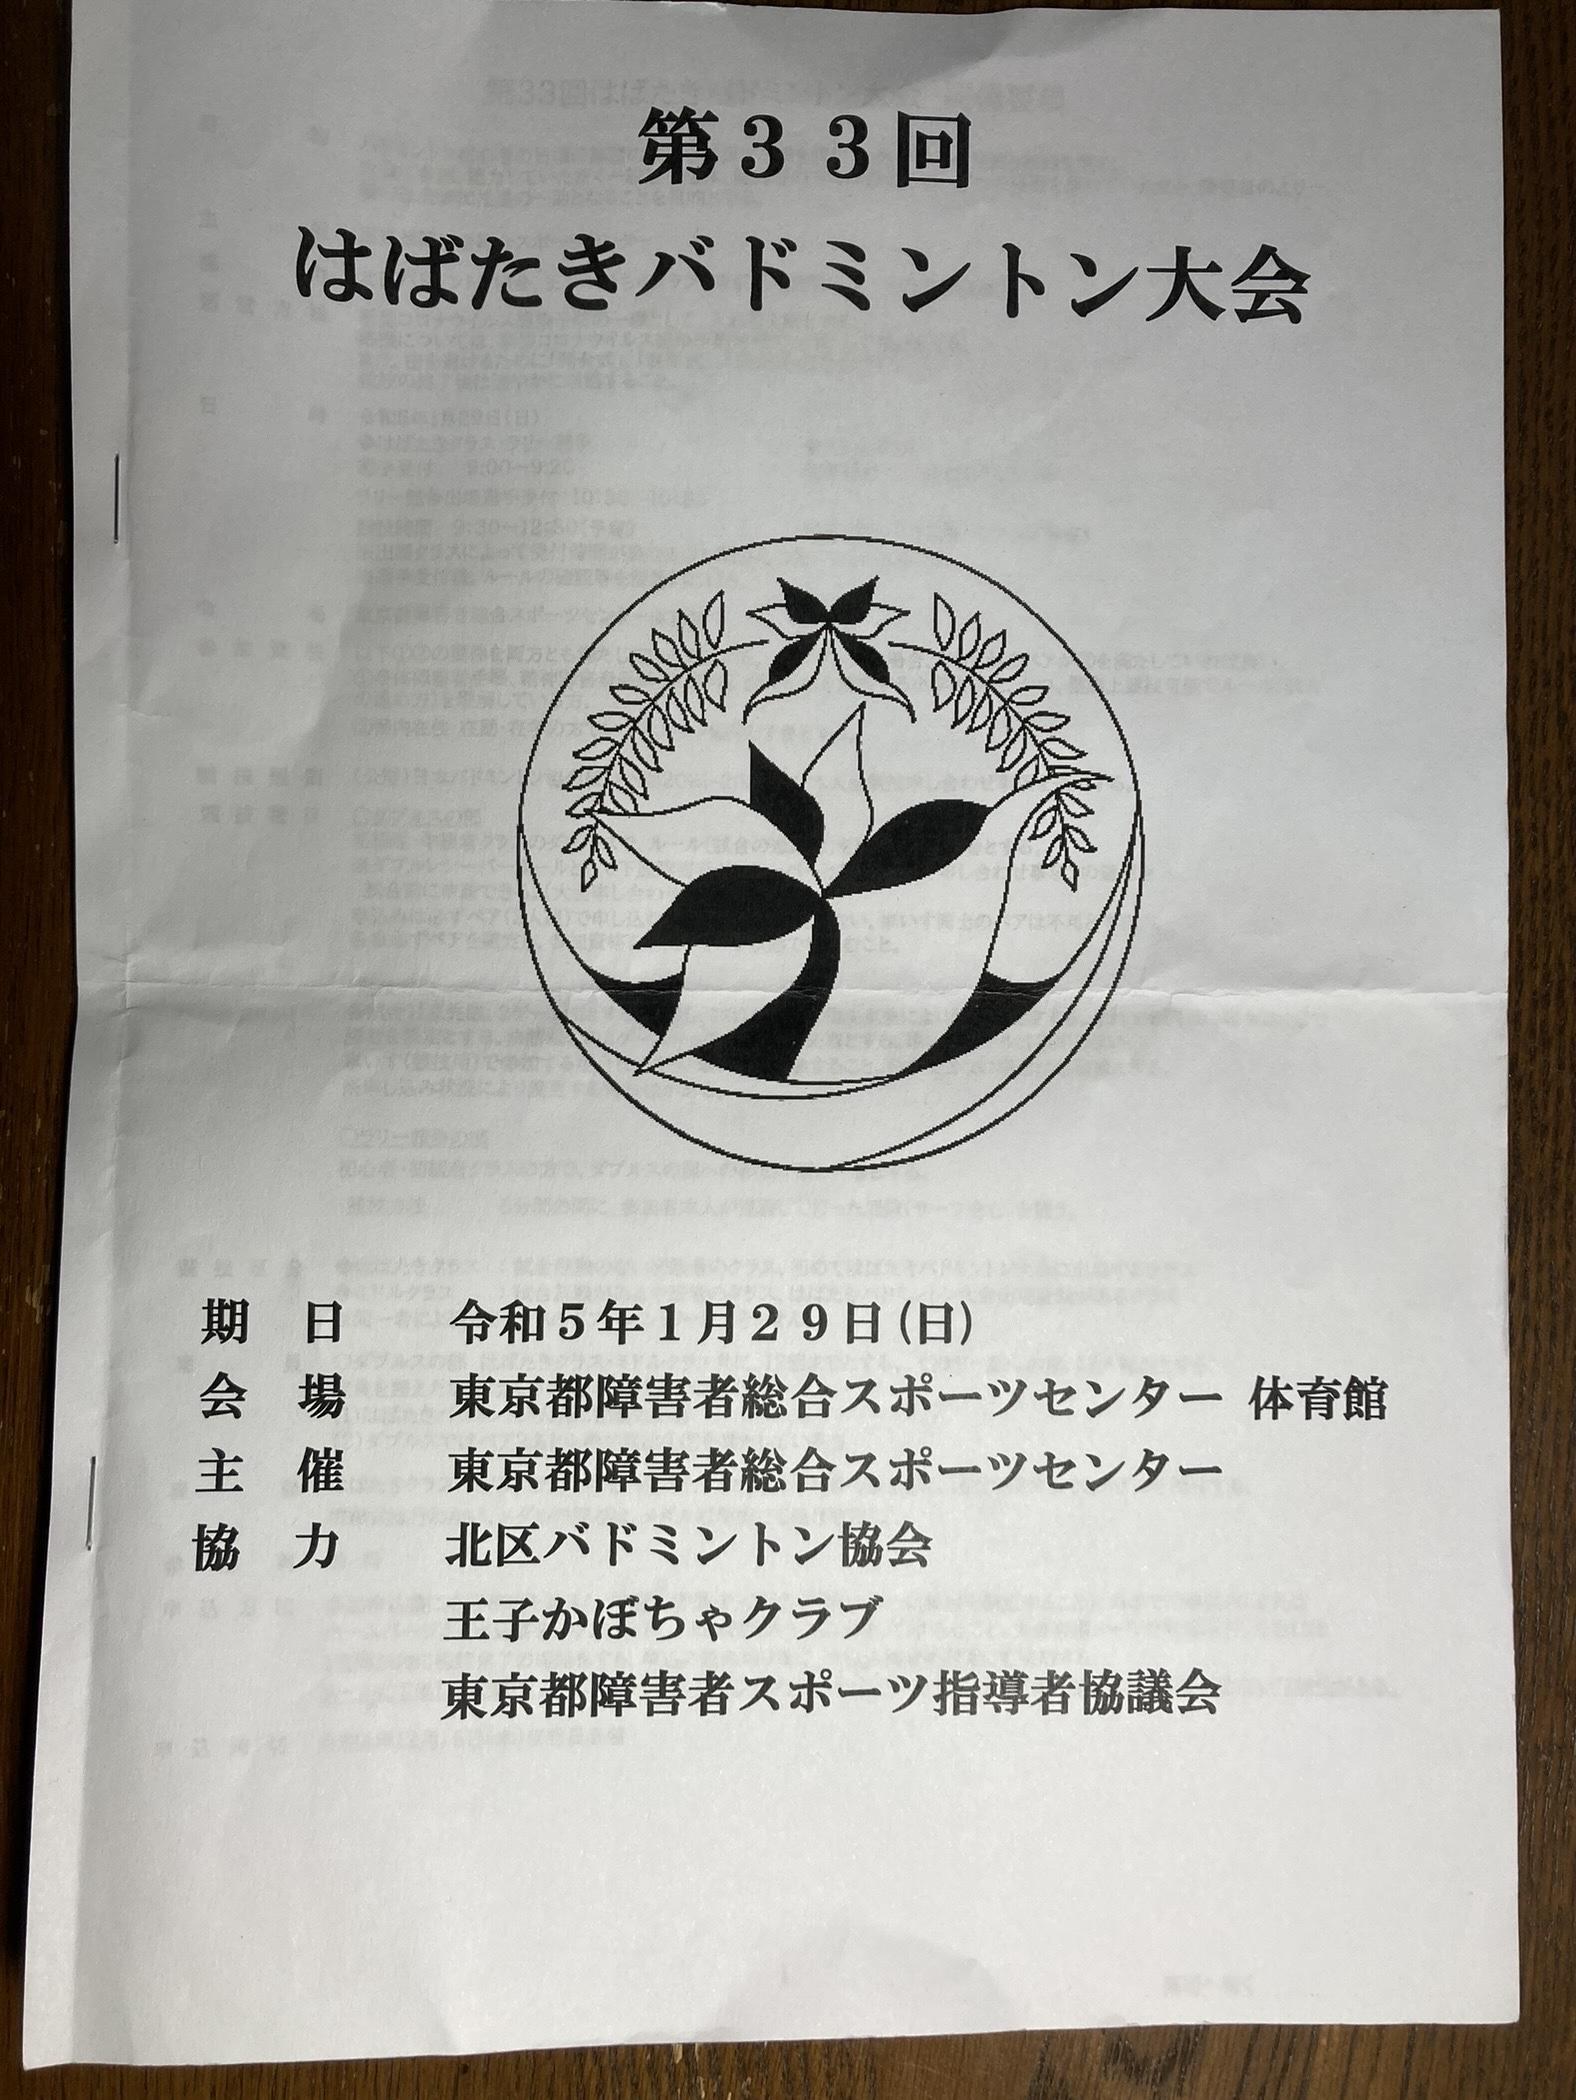 第３３回
はばたきバドミントン大会
期　日　令和５年１月２９日(日)
会　場　東京都障害者総合スポーツセンター 体育館
主　催　東京都障害者総合スポーツセンター
協　力　北区バドミントン協会
王子かぼちゃクラブ
東京都障害者スポーツ指導者協議会